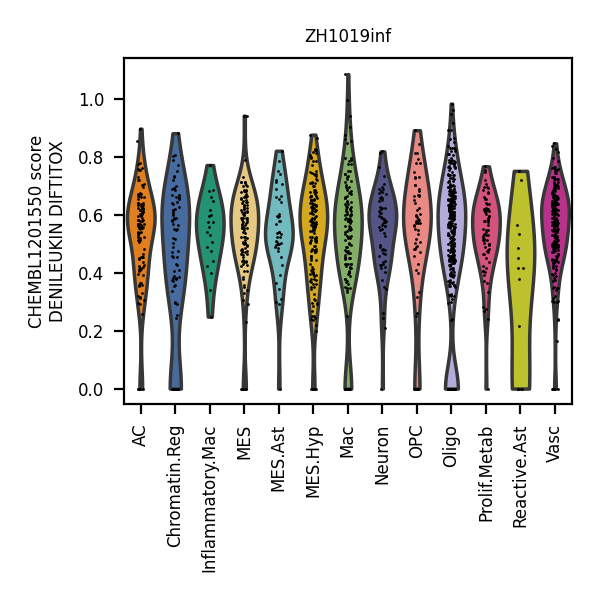 ZH1019inf
CHEMBL1201550 score
DENILEUKIN DIFTITOX
1.0
0.8
0.6
0.4
0.2
0.0
AC
Chromatin.Reg
Inflammatory.Mac
MES
MES.Ast
MES.Hyp
Mac
Neuron
OPC
Oligo
Prolif.Metab
Reactive.Ast
Vasc